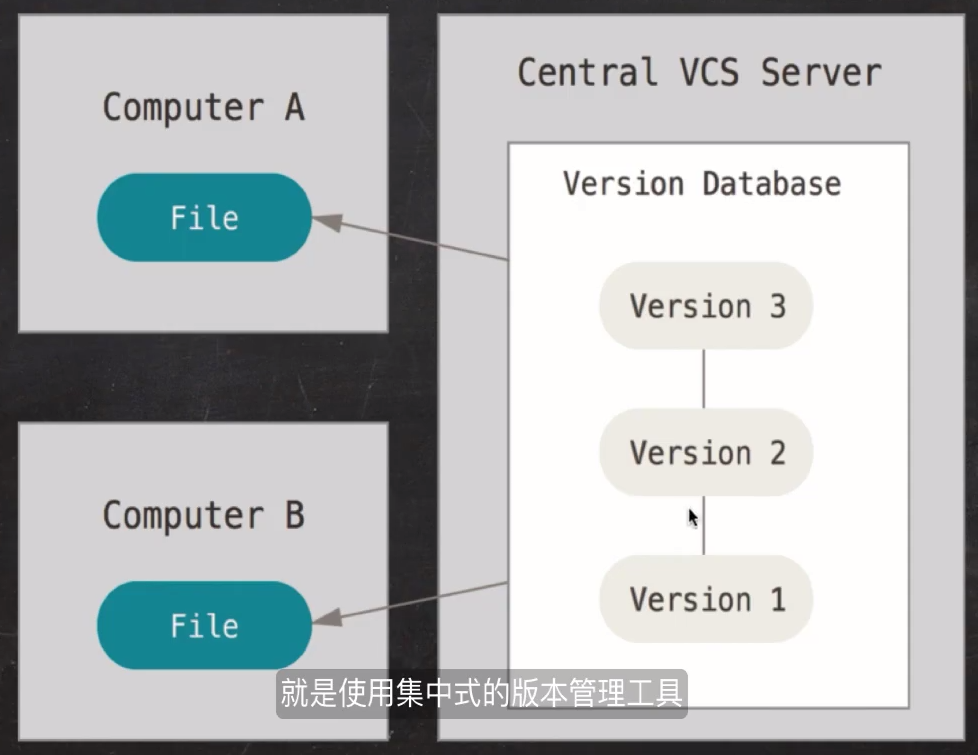 Computer A
File
Central VCS Server
Version Database
Version 3
Version 2
Version 1
Computer B
File
就是使用集中式的版本管理工具